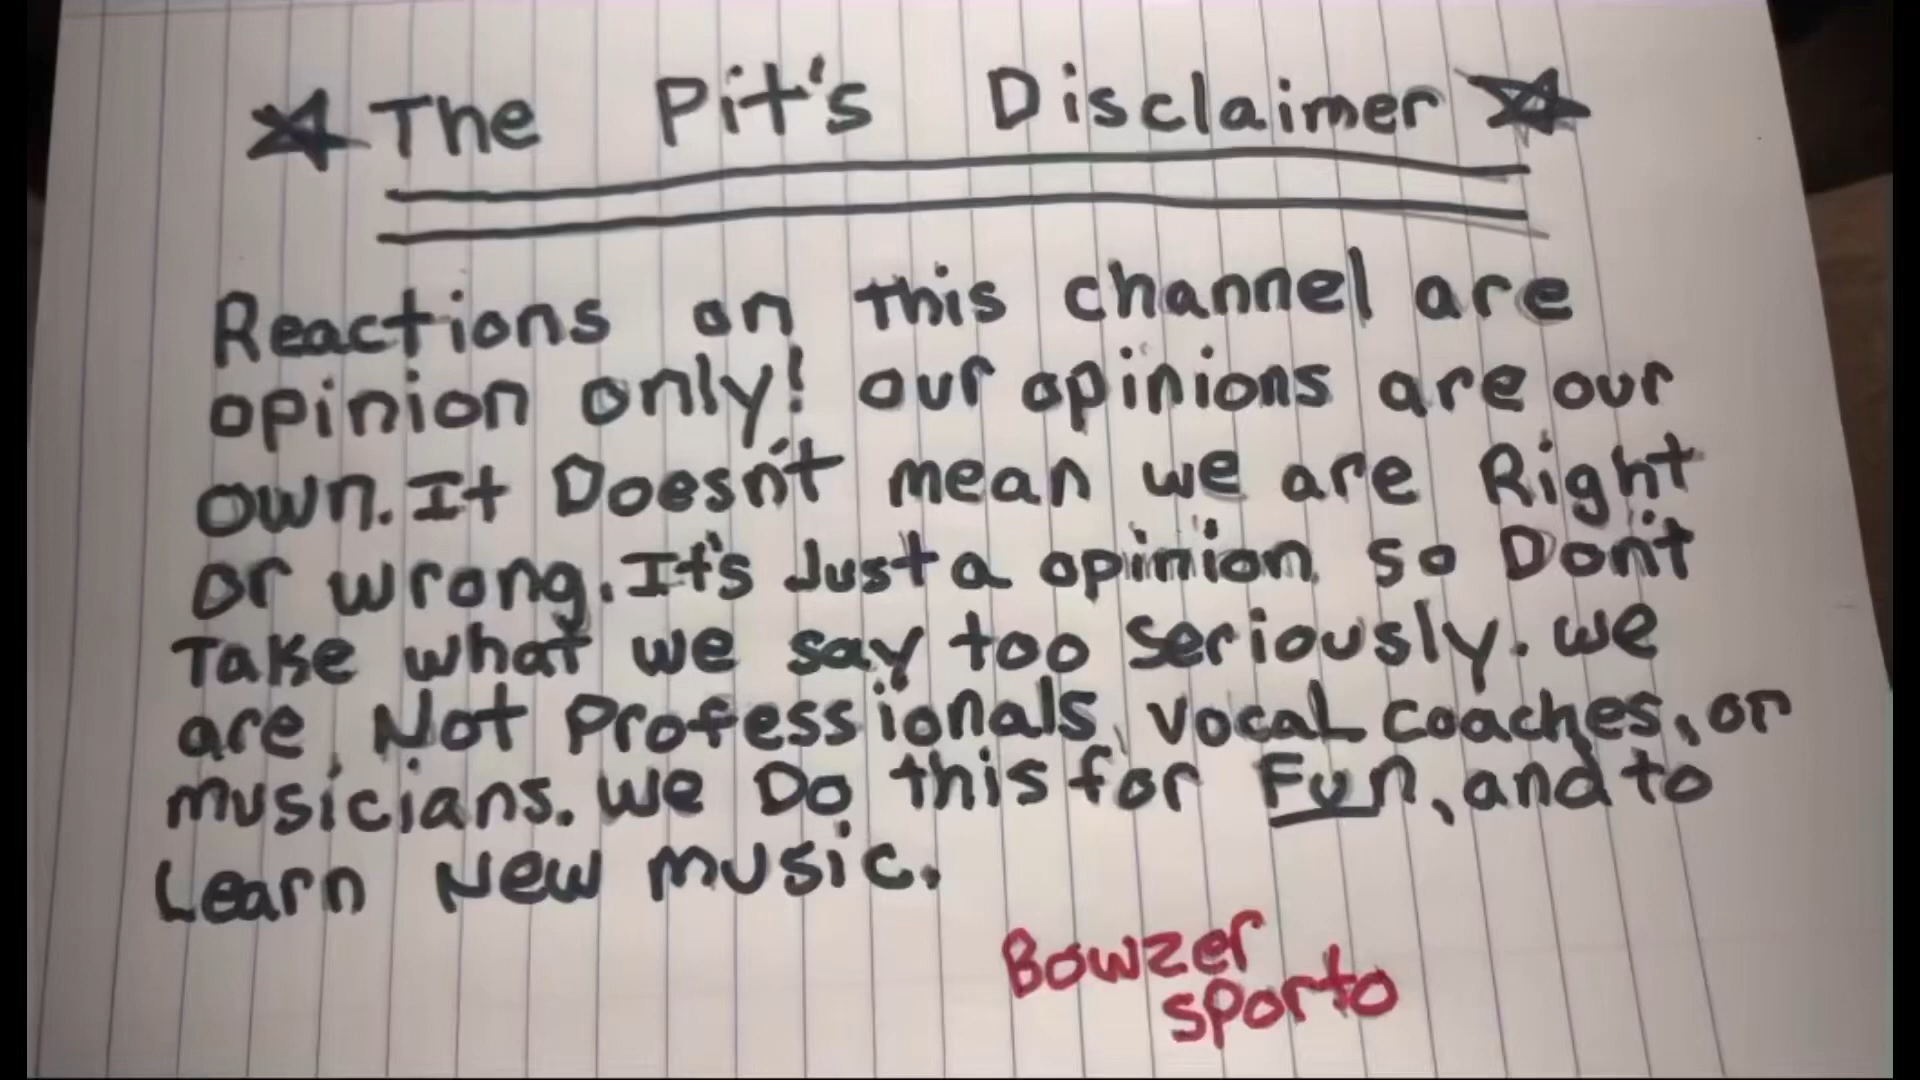 The Pit's Disclaimer
Reactions on this channel are
opinion only! our opinions are our
own. It Doesn't mean we are Right
or wrong. It's Just a opinion so Don't
Take what we say too seriously. we
are Not Professionals, vocal coaches, or
musicians. we Do this for Fun, and to
Learn New music.
Bowzer
sporto